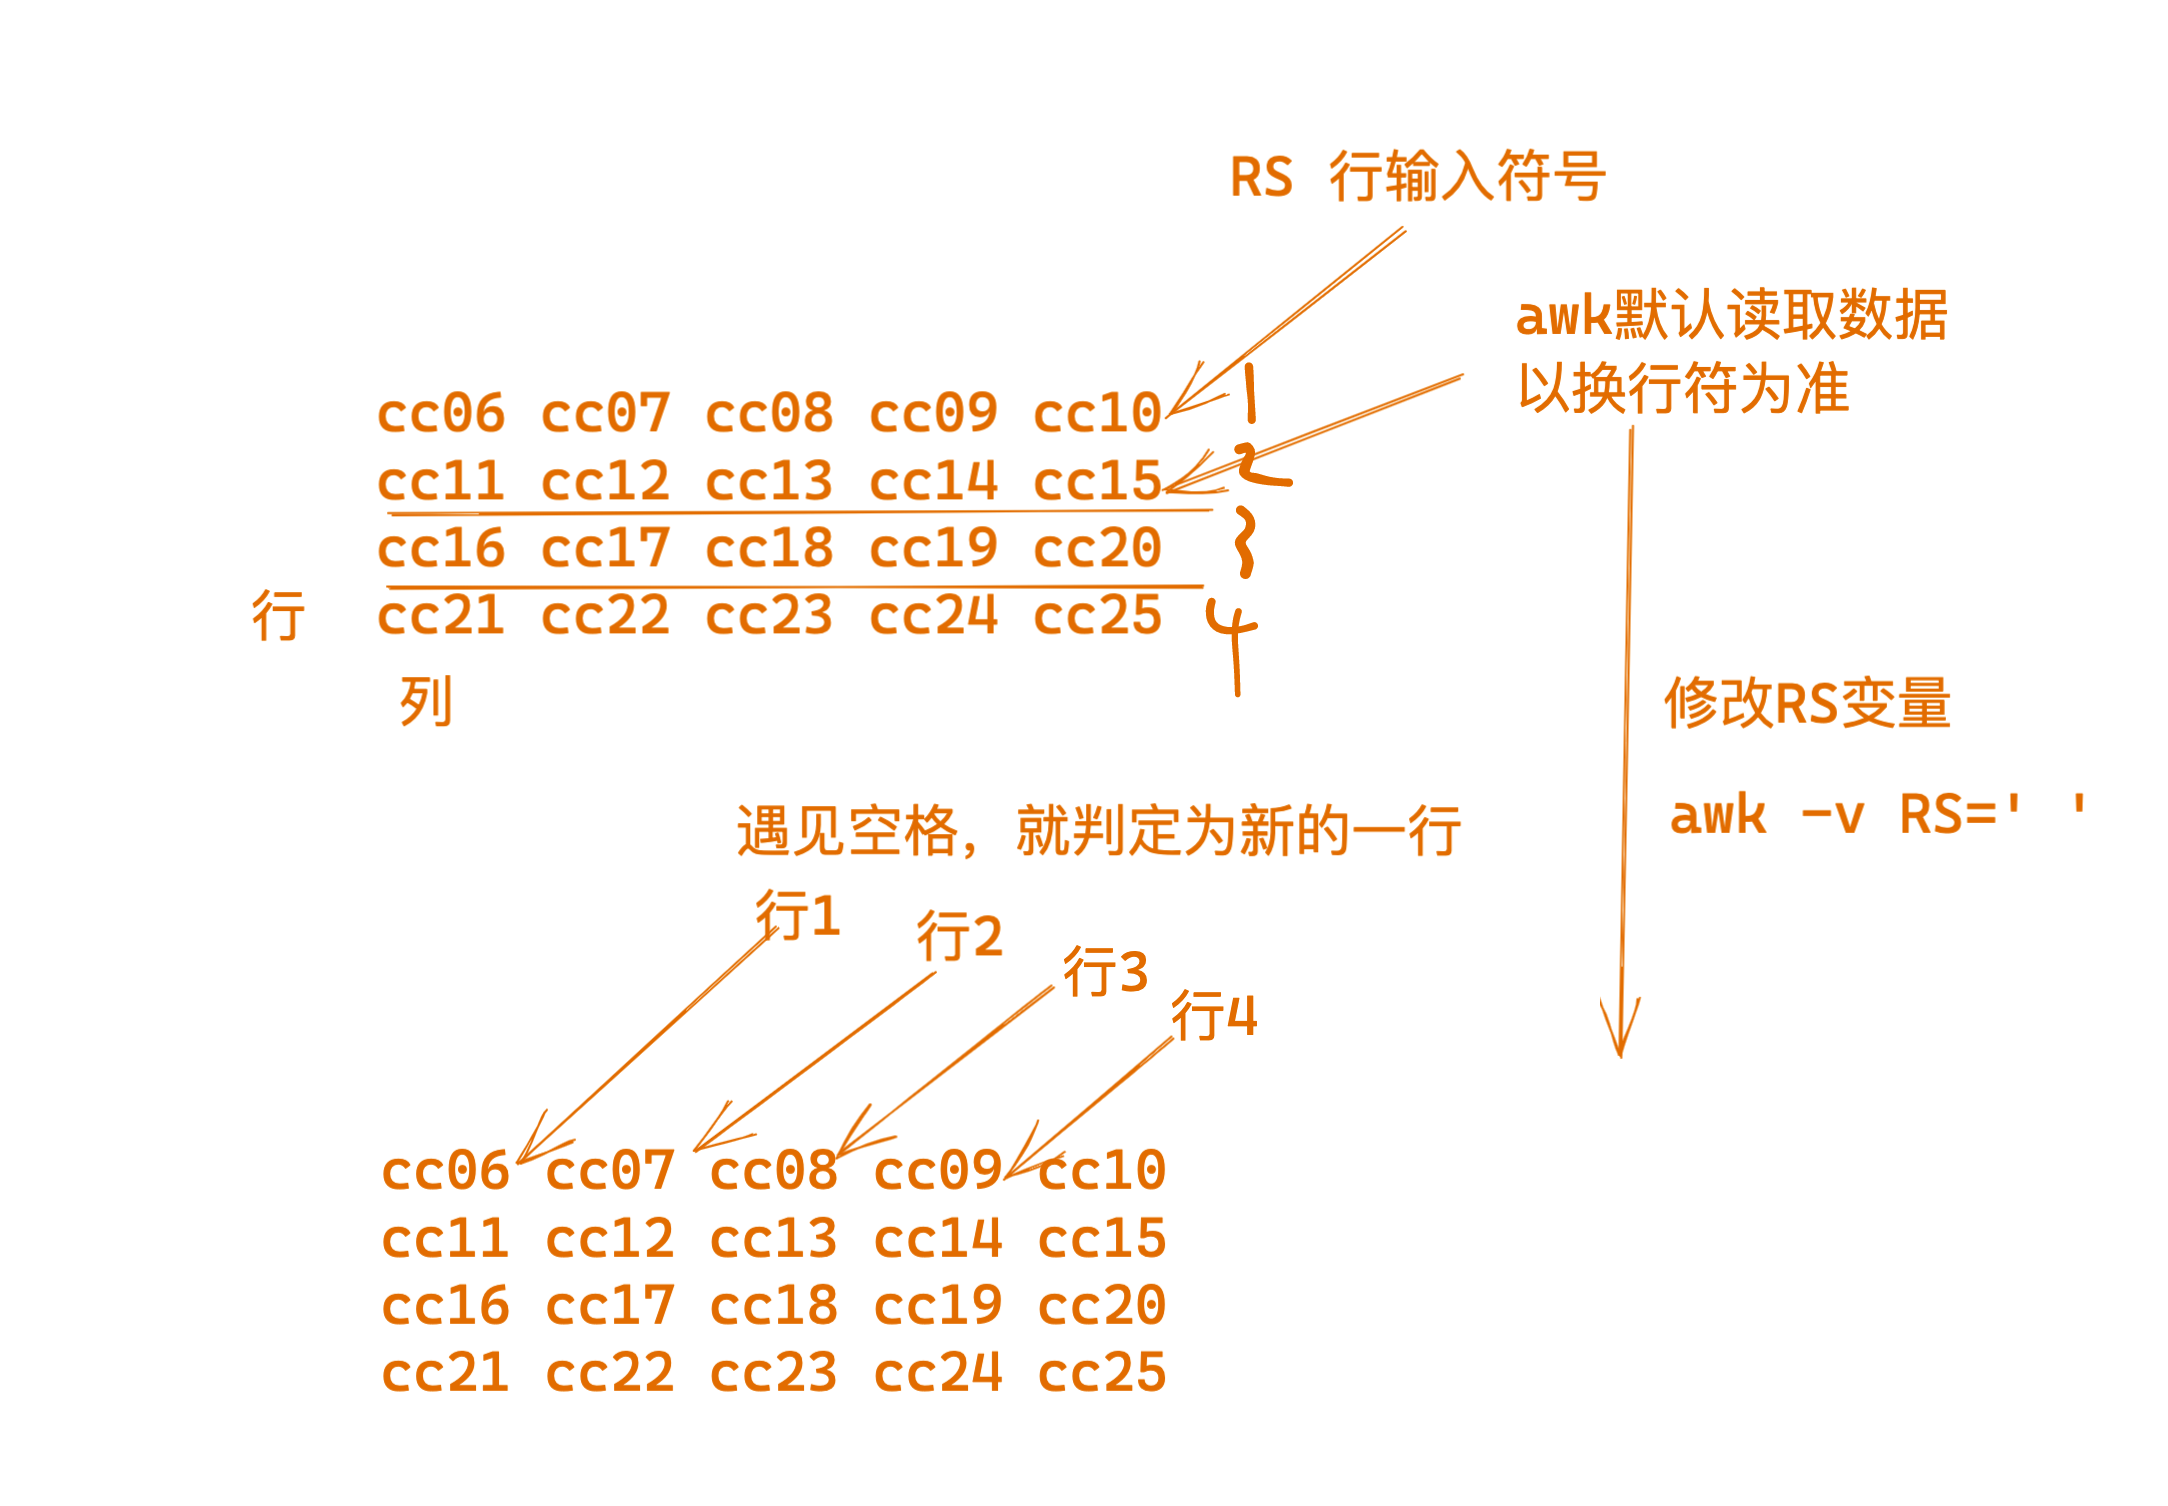 RS 行输入符号
awk默认读取数据
以换行符为准
cc06 cc07 cc08 cc09 cc10 1
cc11 cc12 cc13 cc14 cc15 2
cc16 cc17 cc18 cc19 cc20 3
行 cc21 cc22 cc23 cc24 cc25 4
列
修改RS变量
awk -v RS=' '
遇见空格，就判定为新的一行
行1
行2
行3
行4
cc06 cc07 cc08 cc09 cc10
cc11 cc12 cc13 cc14 cc15
cc16 cc17 cc18 cc19 cc20
cc21 cc22 cc23 cc24 cc25